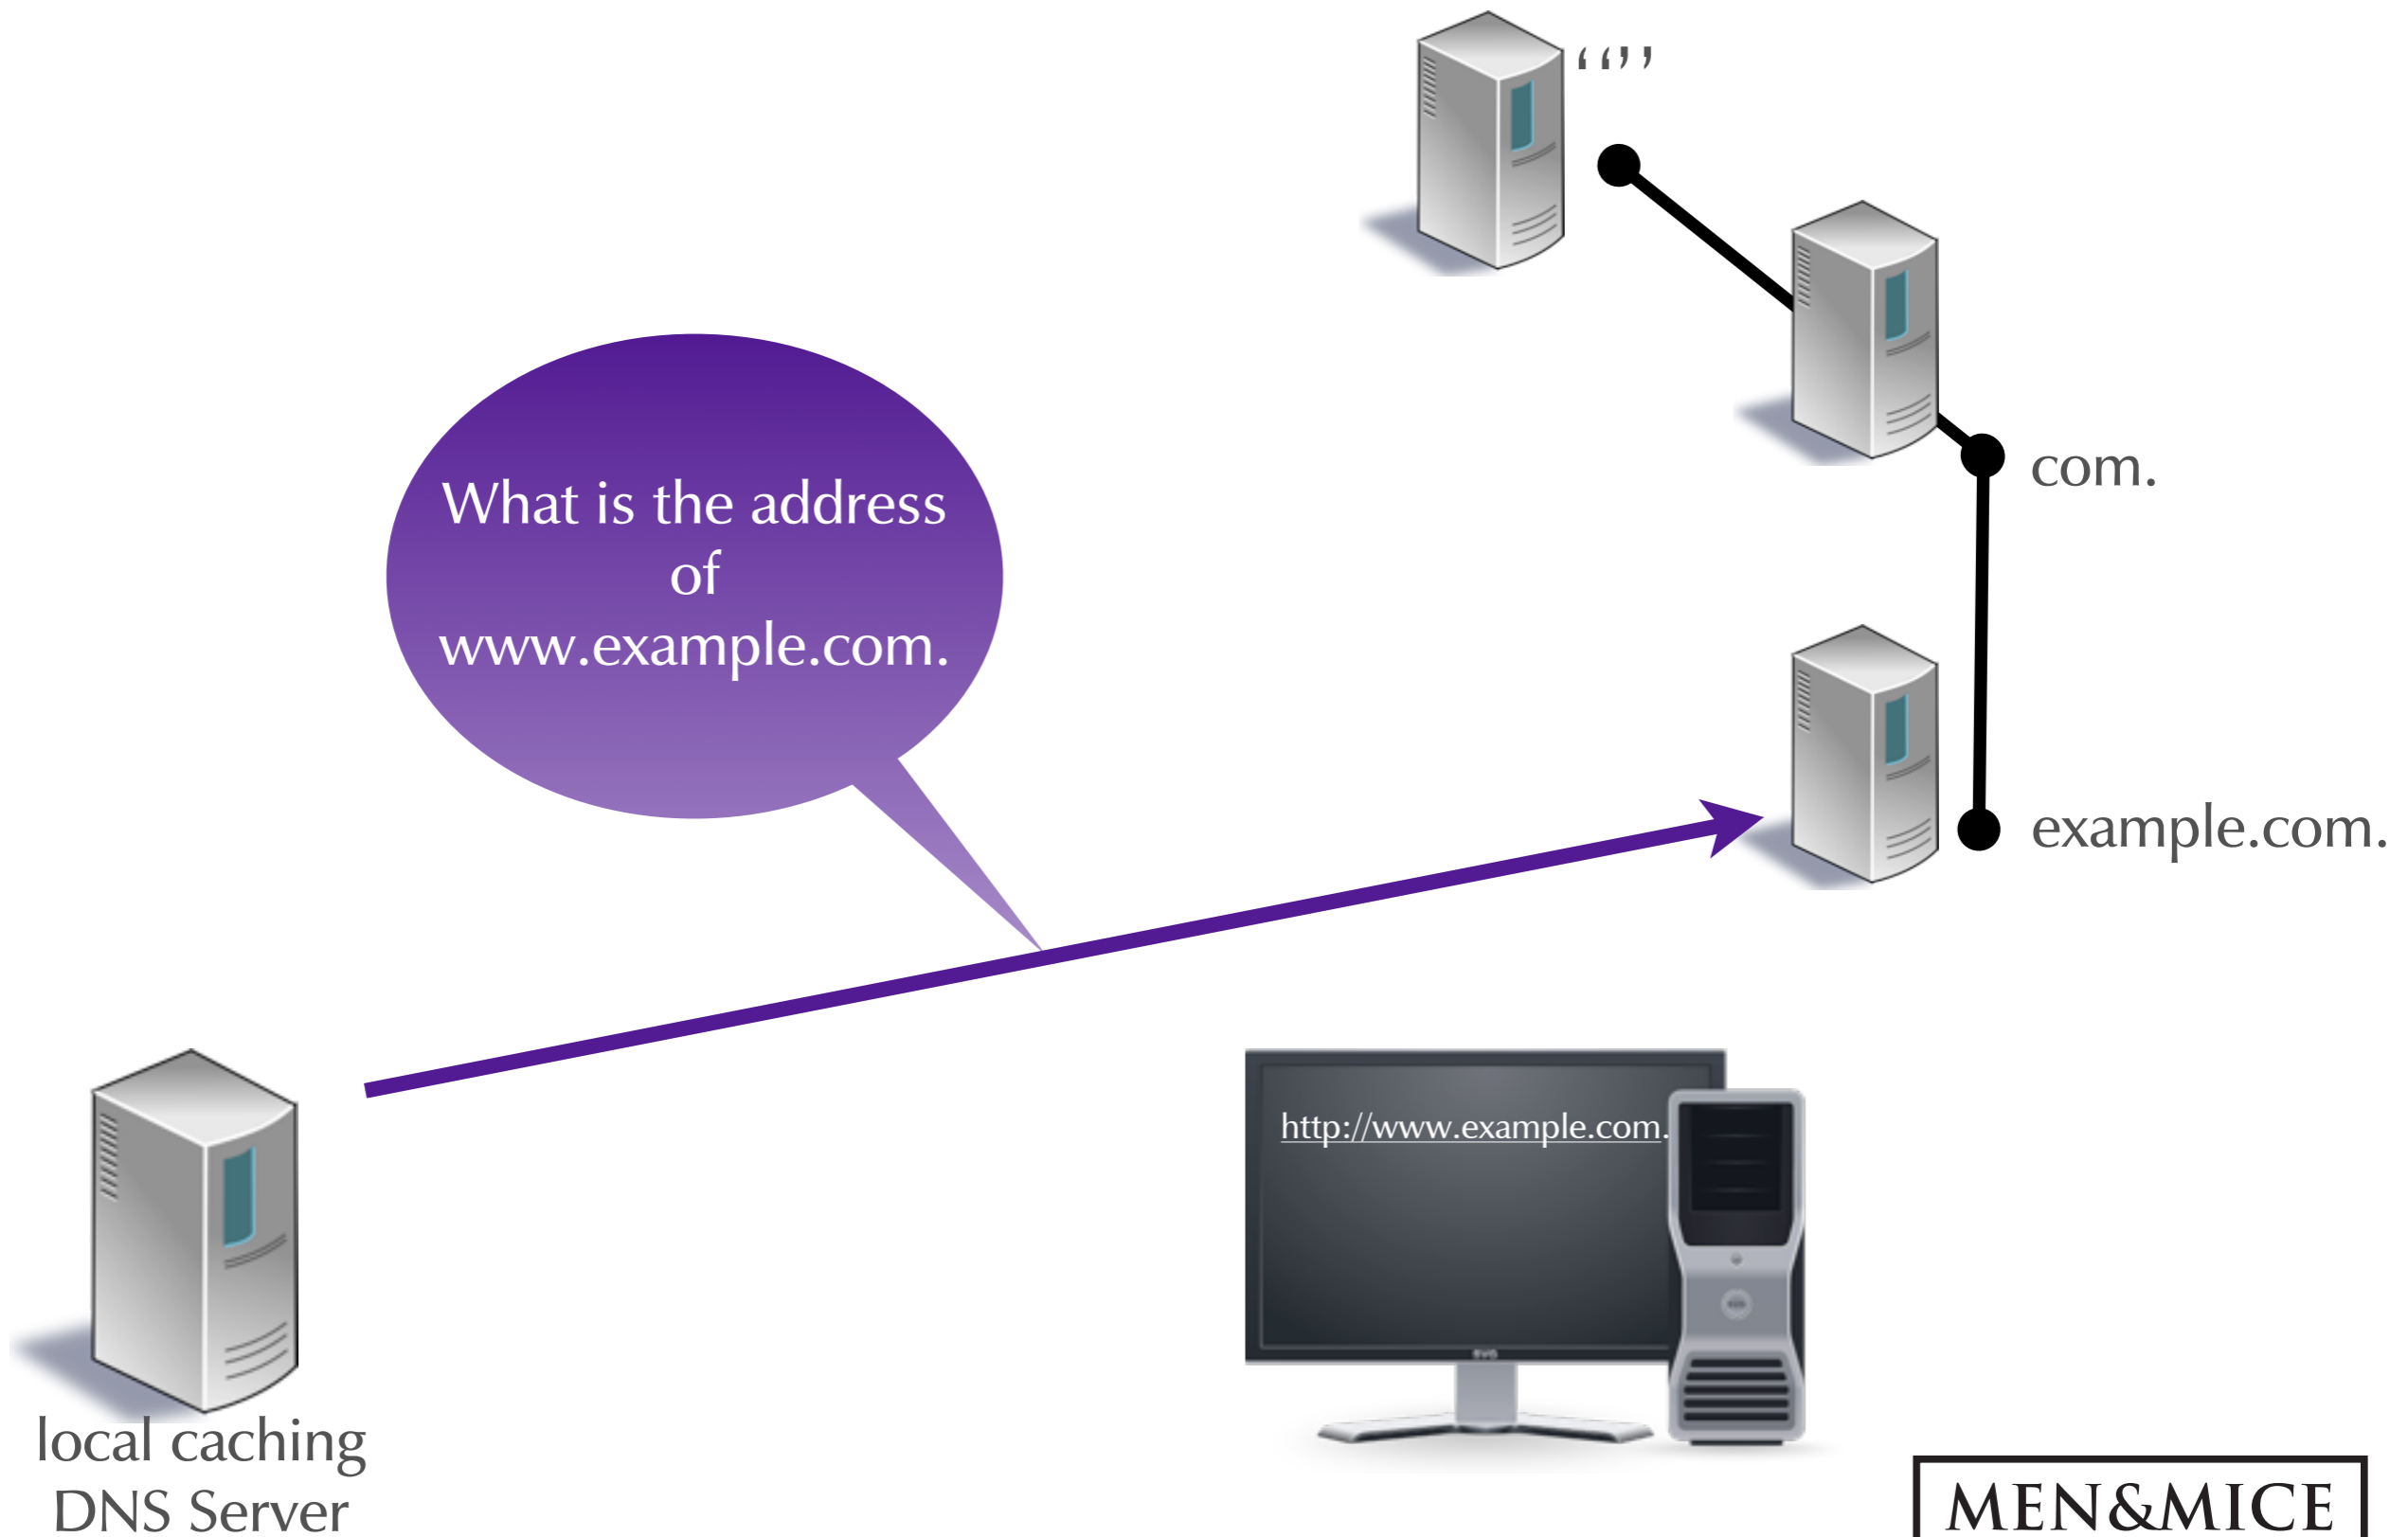 “”
com.
What is the address
of
www.example.com.
example.com.
http://www.example.com.
local caching
DNS Server
MEN&MICE